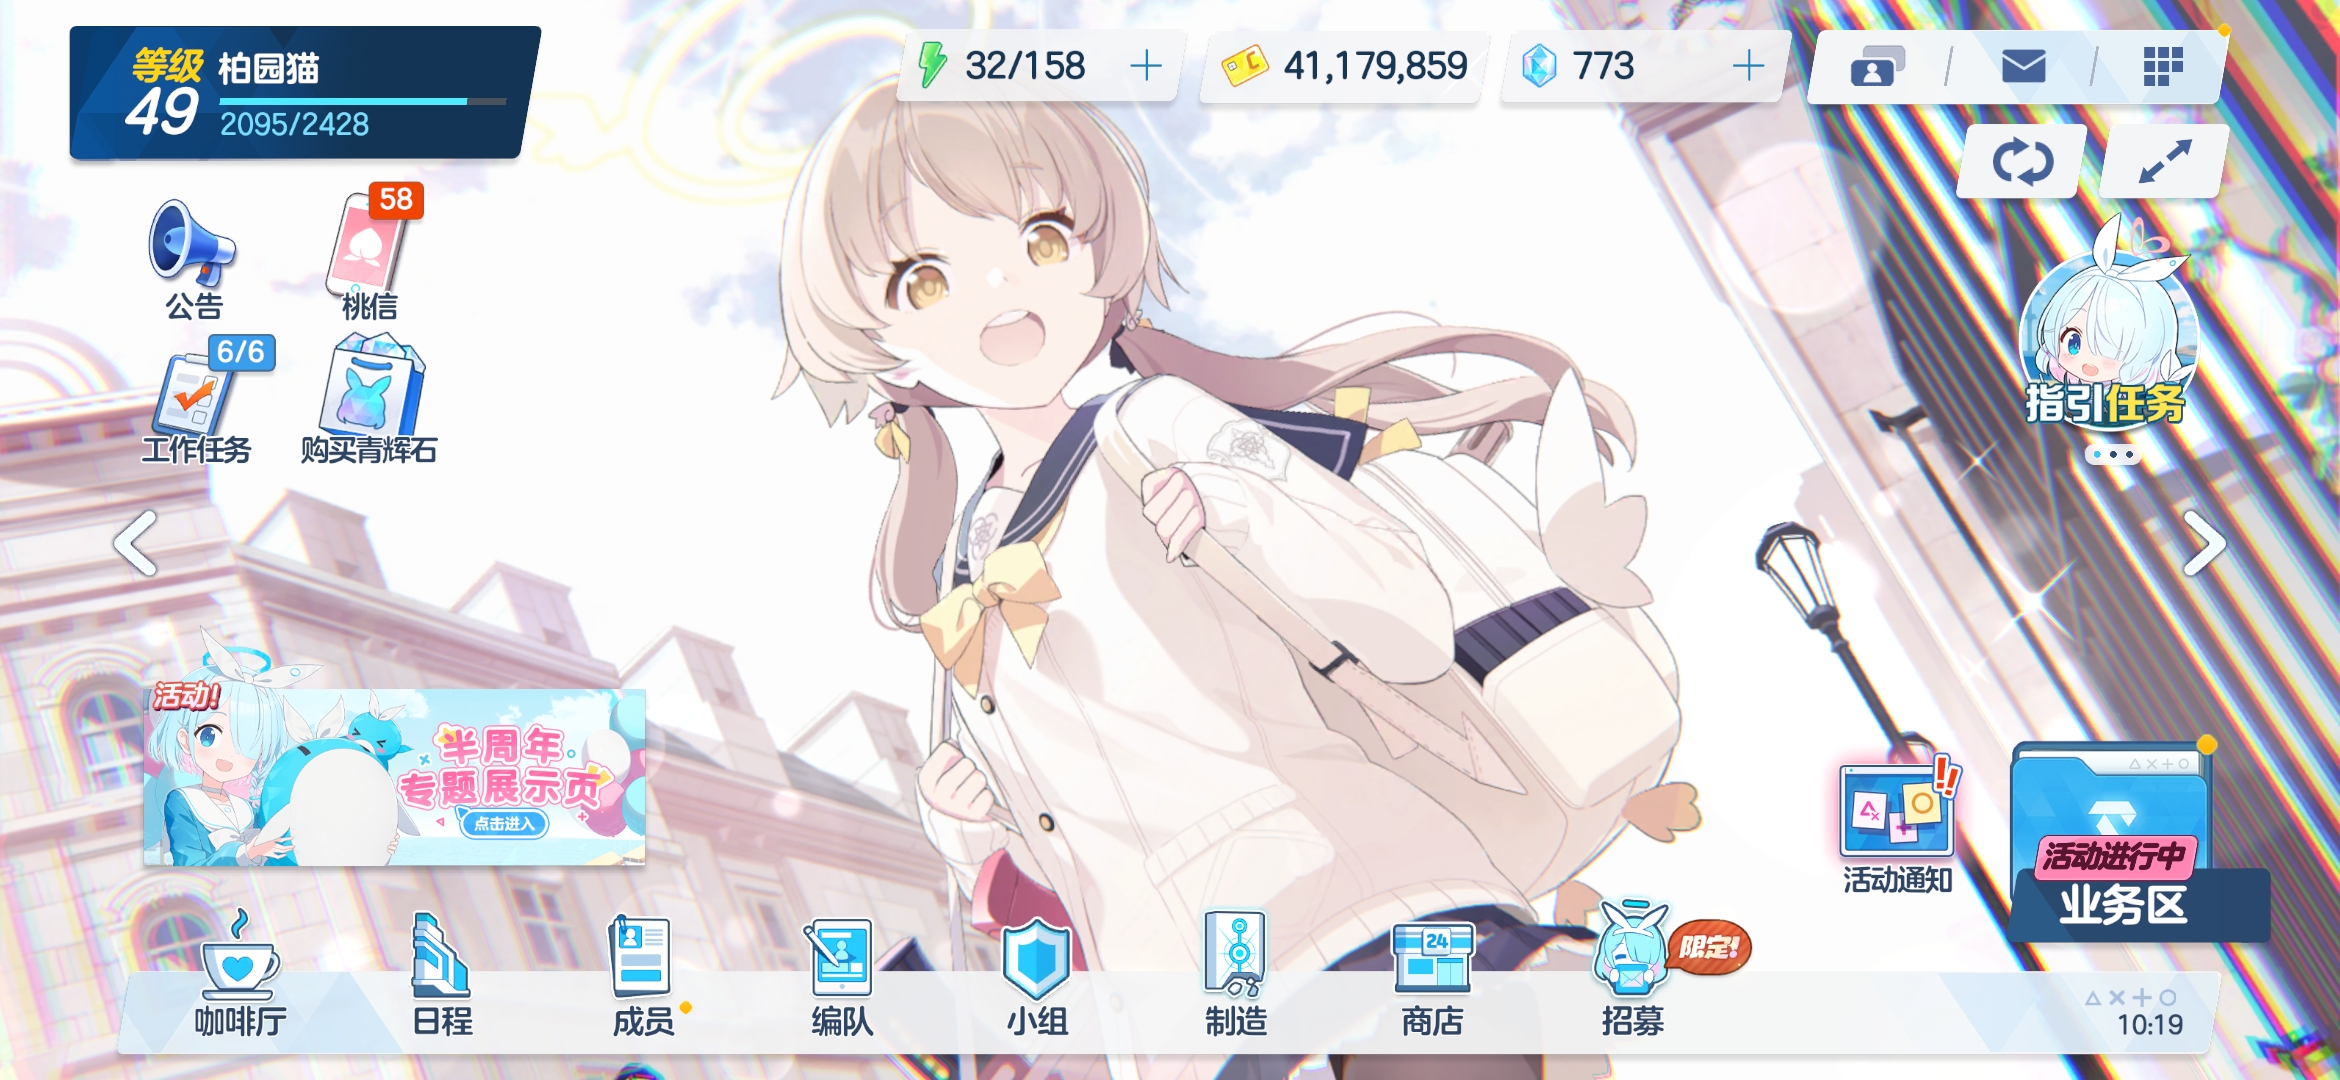 等级 柏园猫
49
2095/2428
32/158
41,179,859
773
公告
58
桃信
6/6
工作任务
购买青辉石
指引任务
活动!
半周年
专题展示页
点击进入
!!
活动通知
活动进行中
业务区
咖啡厅
日程
成员
编队
小组
制造
24
商店
招募
限定!
10:19